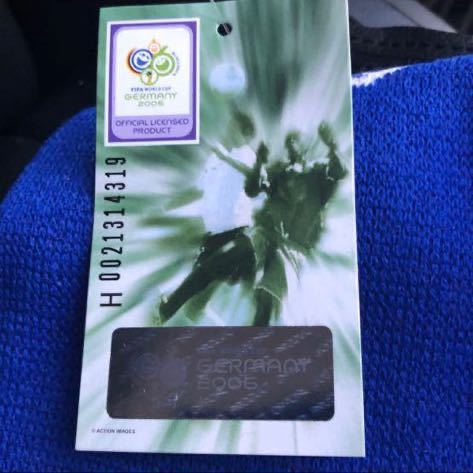 FIFA WORLD CUP
GERMANY
2006
OFFICIAL LICENSED
PRODUCT
H 0021314319
GERMANY
2006
© ACTION IMAGES